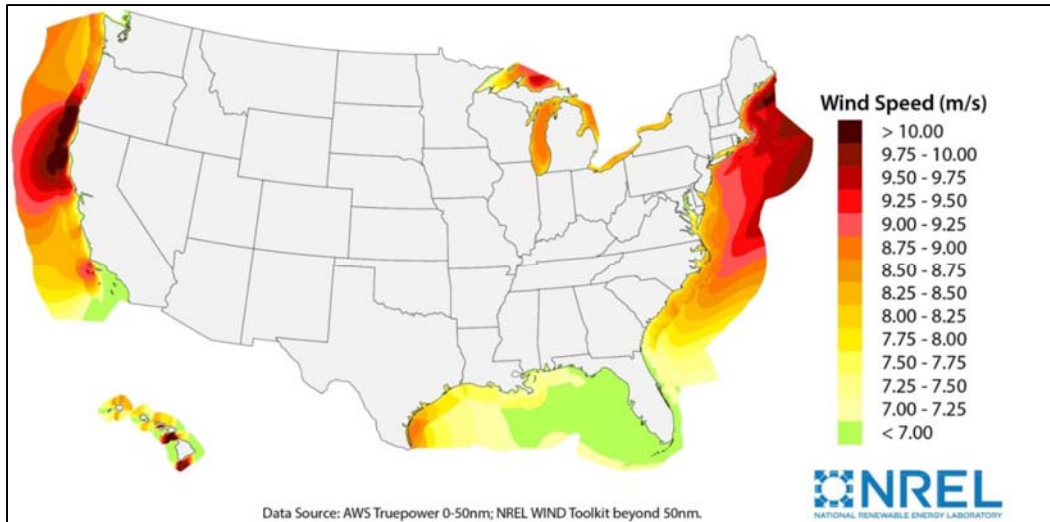 Wind Speed (m/s)
> 10.00
9.75 - 10.00
9.50 - 9.75
9.25 - 9.50
9.00 - 9.25
8.75 - 9.00
8.50 - 8.75
8.25 - 8.50
8.00 - 8.25
7.75 - 8.00
7.50 - 7.75
7.25 - 7.50
7.00 - 7.25
< 7.00
NREL
NATIONAL RENEWABLE ENERGY LABORATORY
Data Source: AWS Truepower 0-50nm; NREL WIND Toolkit beyond 50nm.